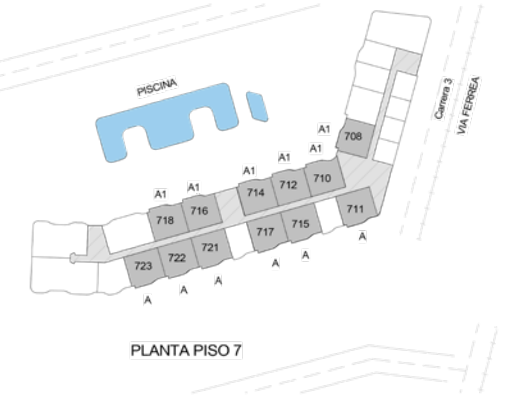 PISCINA
Carrera 3
VIA FERREA
A1
708
A1
A1
A1
710
712
714
A1
A1
716
718
711
A
715
717
A
A
721
722
723
A
A
A
PLANTA PISO 7